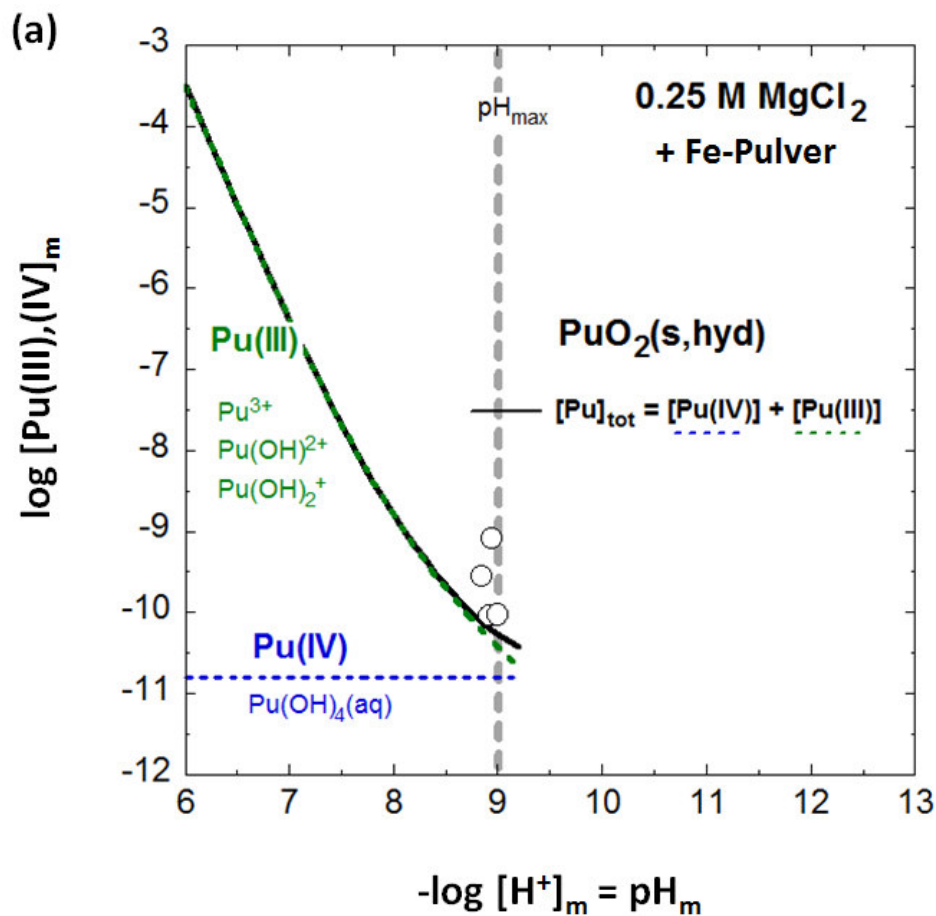 (a)
-3
-4
-5
-6
-7
-8
-9
-10
-11
-12
log [Pu(III),(IV)]m
pHmax
0.25 M MgCl2
+ Fe-Pulver
Pu(III)
Pu3+
Pu(OH)2+
Pu(OH)2+
PuO2(s,hyd)
[Pu]tot = [Pu(IV)] + [Pu(III)]
Pu(IV)
Pu(OH)4(aq)
6 7 8 9 10 11 12 13
-log [H+]m = pHm